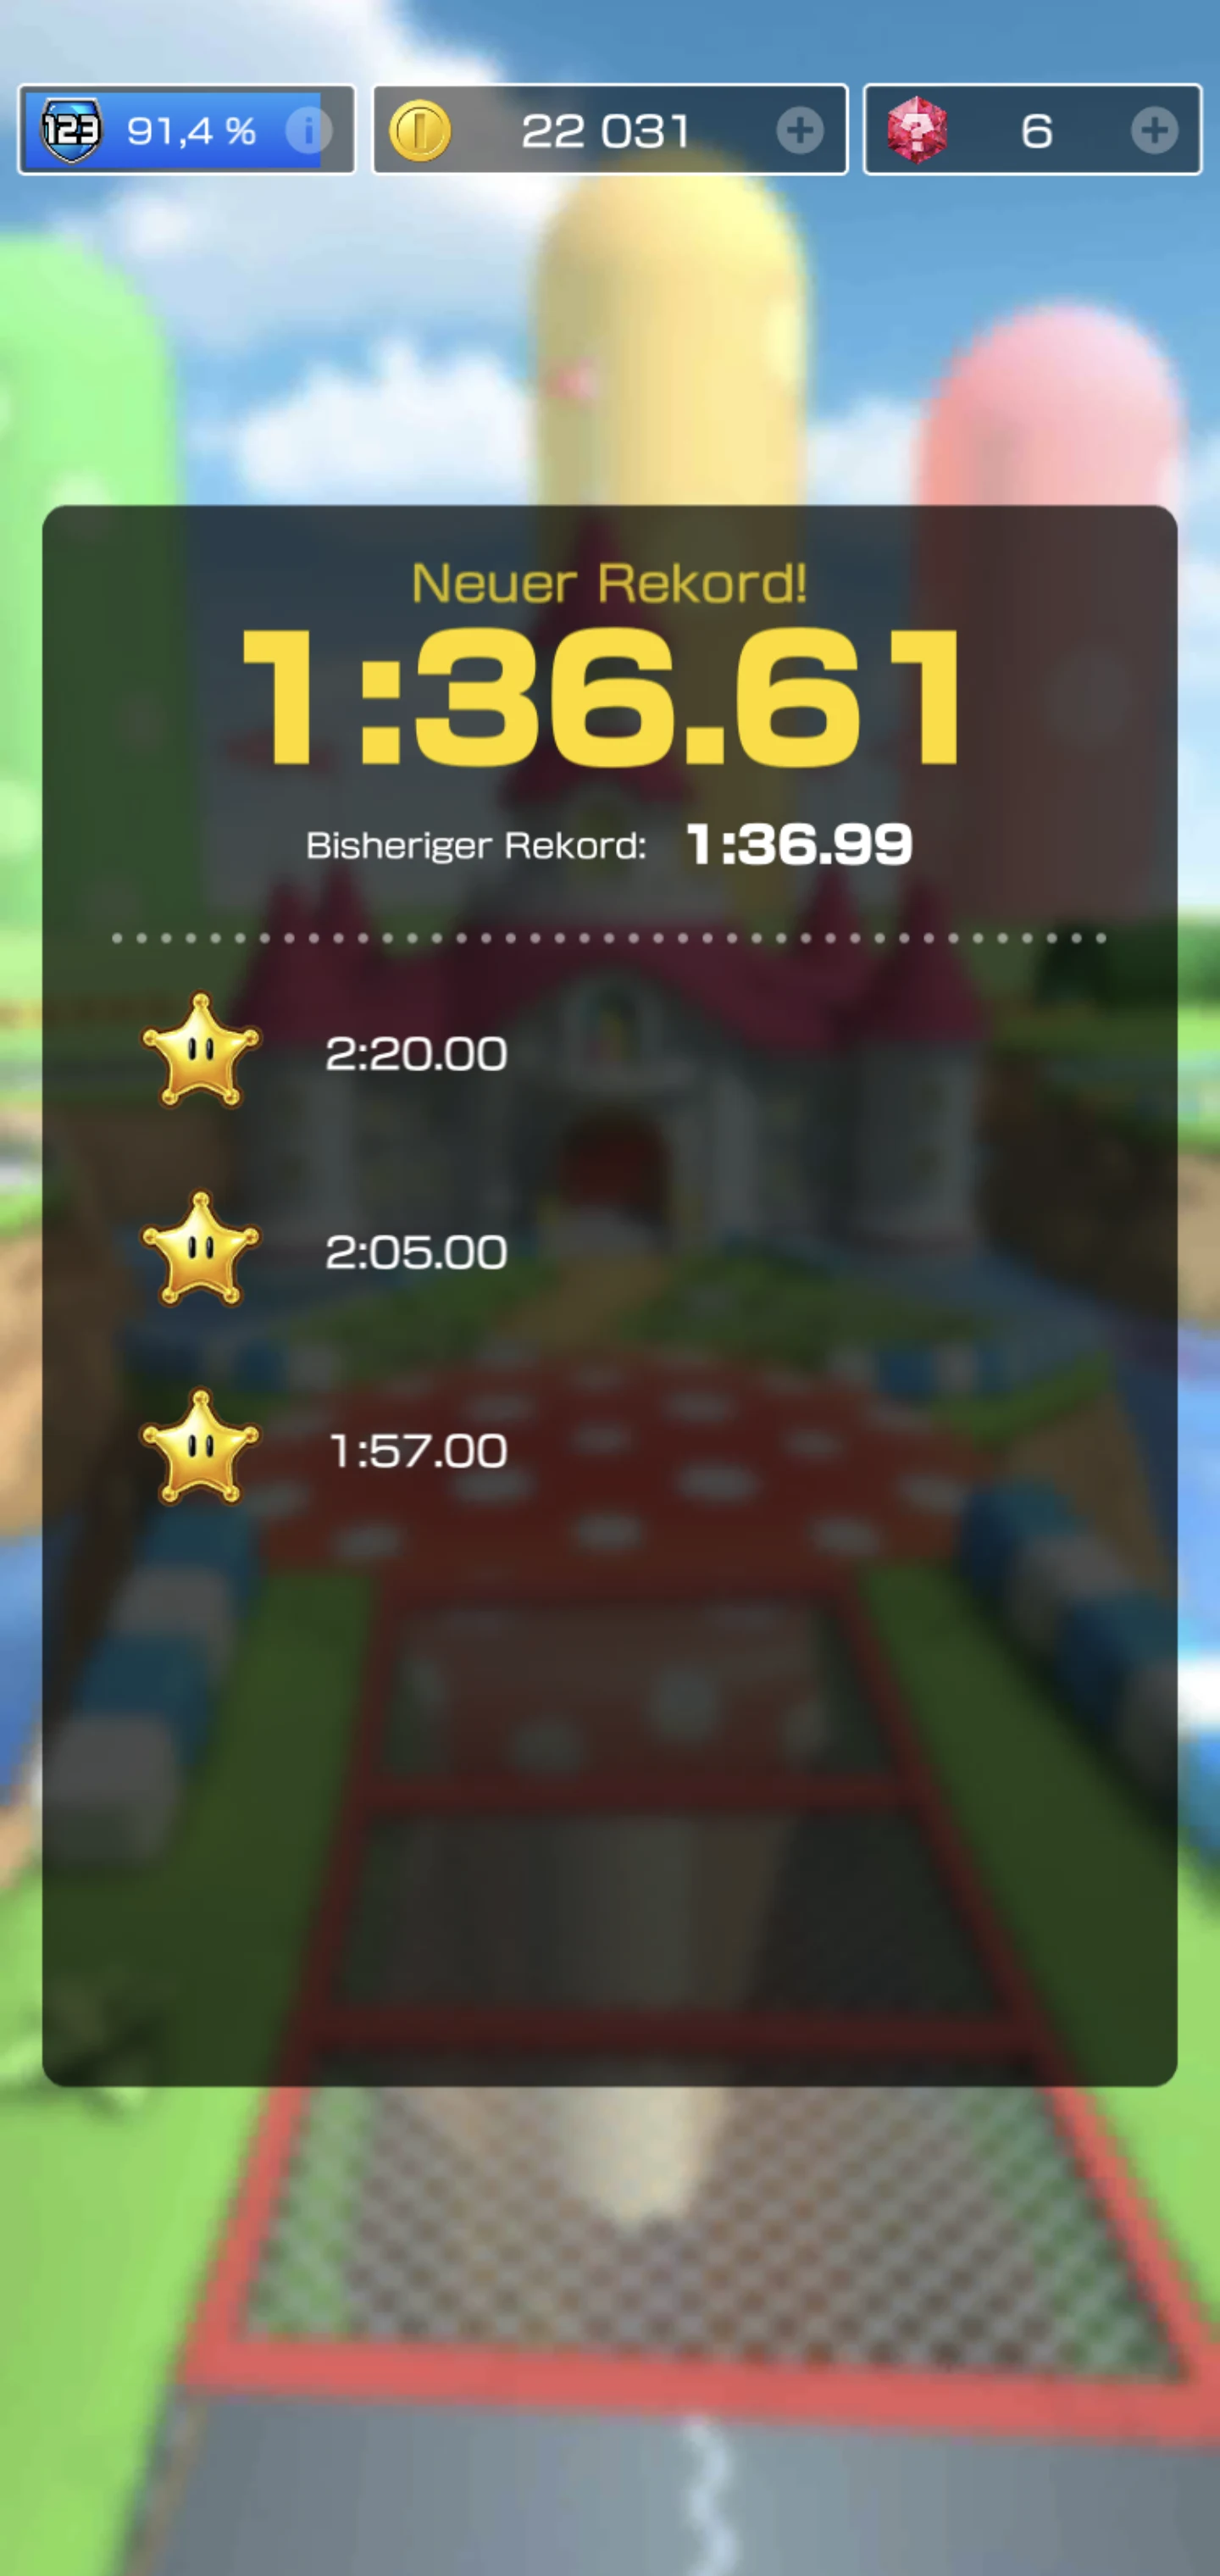 123 91,4 % i 22 031 + ? 6 +
Neuer Rekord!
1:36.61
Bisheriger Rekord: 1:36.99
2:20.00
2:05.00
1:57.00